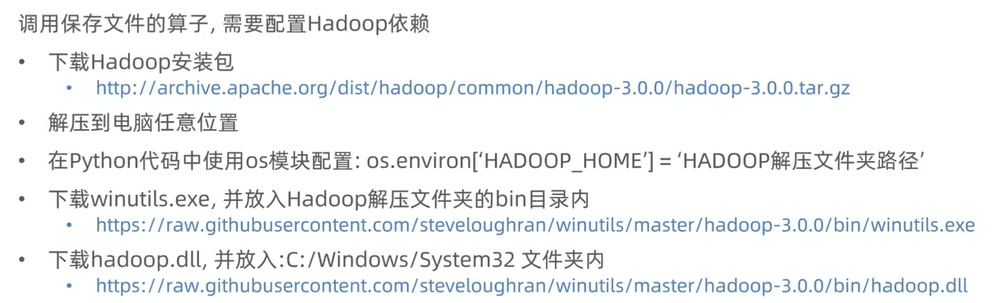 调用保存文件的算子, 需要配置Hadoop依赖
• 下载Hadoop安装包
• http://archive.apache.org/dist/hadoop/common/hadoop-3.0.0/hadoop-3.0.0.tar.gz
• 解压到电脑任意位置
• 在Python代码中使用os模块配置: os.environ[‘HADOOP_HOME’] = ‘HADOOP解压文件夹路径’
• 下载winutils.exe, 并放入Hadoop解压文件夹的bin目录内
• https://raw.githubusercontent.com/steveloughran/winutils/master/hadoop-3.0.0/bin/winutils.exe
• 下载hadoop.dll, 并放入:C:/Windows/System32 文件夹内
• https://raw.githubusercontent.com/steveloughran/winutils/master/hadoop-3.0.0/bin/hadoop.dll